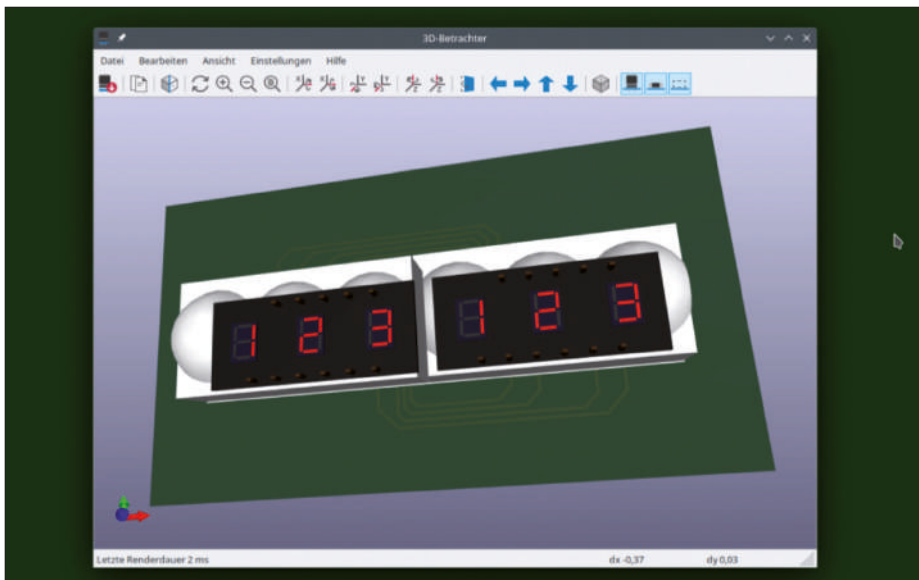 3D-Betrachter
Datei Bearbeiten Ansicht Einstellungen Hilfe
123 123
Letzte Renderdauer 2 ms dx -0,37 dy 0,03